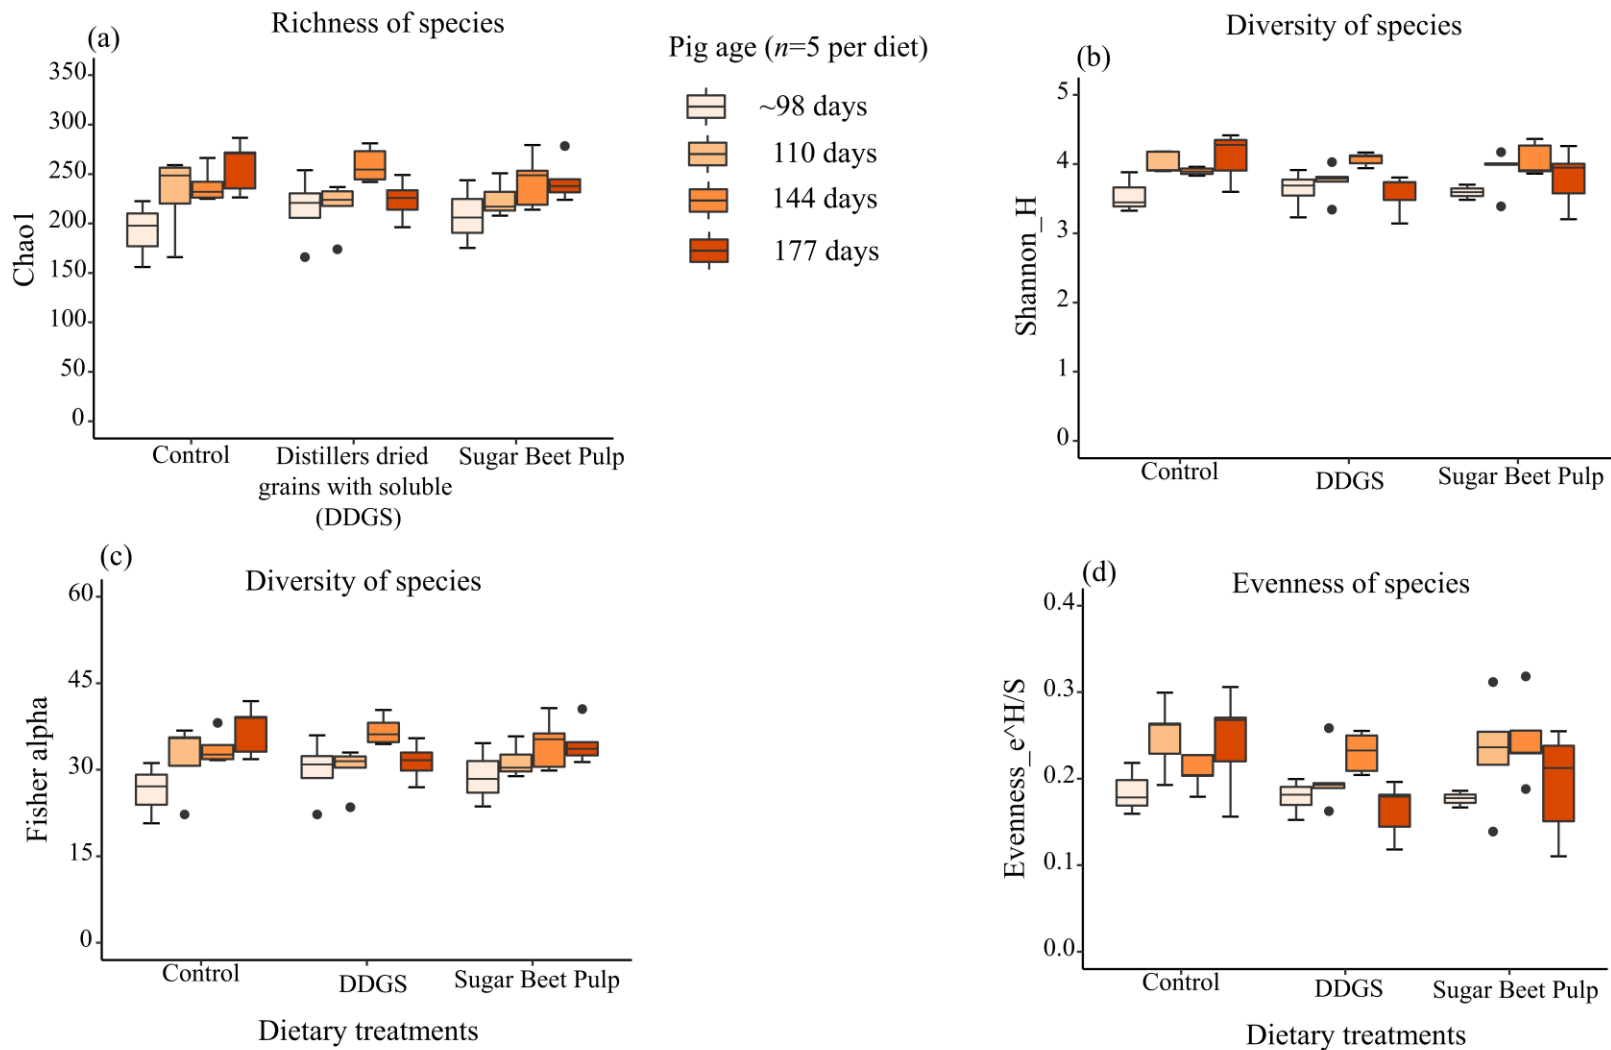 (a)
Richness of species
350
300
250
200
150
100
50
0
Chao1
Control
Distillers dried
grains with soluble
(DDGS)
Sugar Beet Pulp
Pig age (n=5 per diet)
~98 days
110 days
144 days
177 days
(b)
Diversity of species
5
4
3
2
1
0
Shannon_H
Control
DDGS
Sugar Beet Pulp
(c)
Diversity of species
60
45
30
15
0
Fisher alpha
Control
DDGS
Sugar Beet Pulp
Dietary treatments
(d)
Evenness of species
0.4
0.3
0.2
0.1
0.0
Evenness_e^H/S
Control
DDGS
Sugar Beet Pulp
Dietary treatments